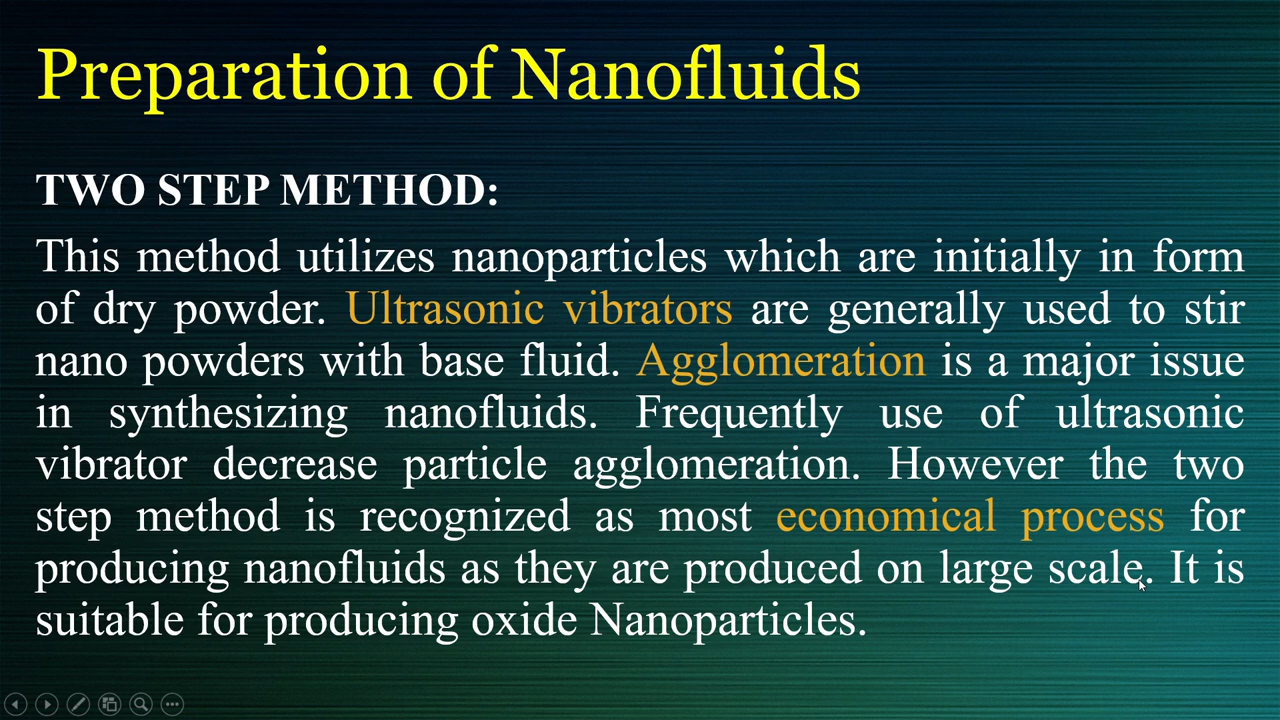 Preparation of Nanofluids
TWO STEP METHOD:
This method utilizes nanoparticles which are initially in form
of dry powder. Ultrasonic vibrators are generally used to stir
nano powders with base fluid. Agglomeration is a major issue
in synthesizing nanofluids. Frequently use of ultrasonic
vibrator decrease particle agglomeration. However the two
step method is recognized as most economical process for
producing nanofluids as they are produced on large scale. It is
suitable for producing oxide Nanoparticles.